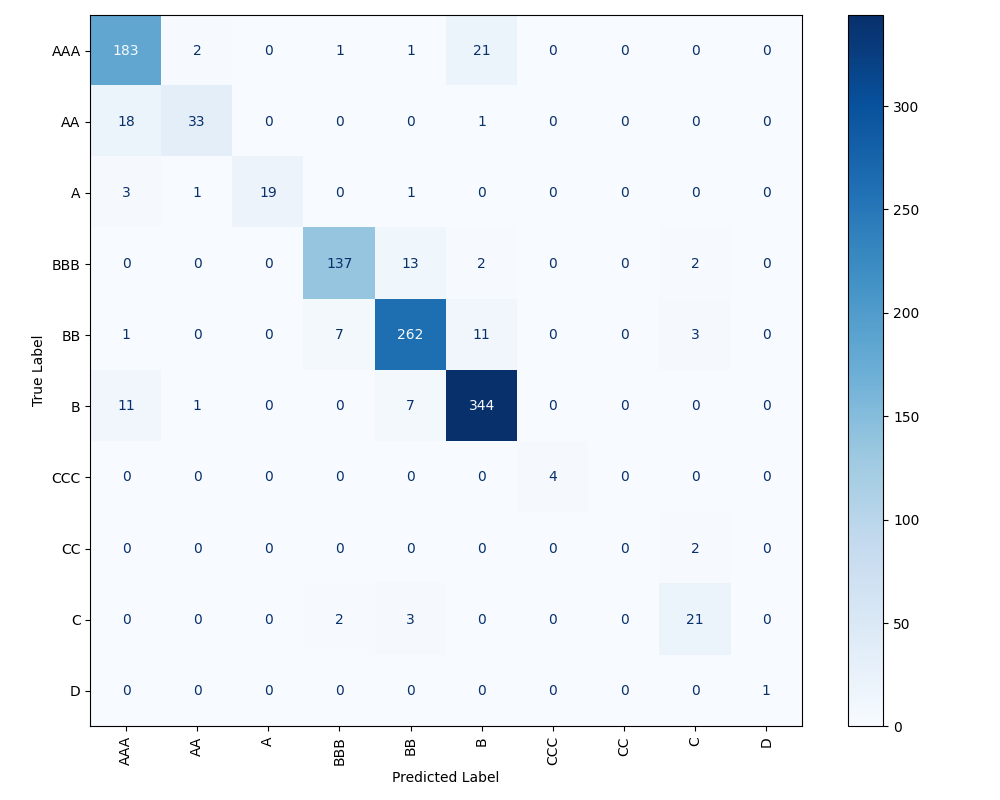 AAA 183 2 0 1 1 21 0 0 0 0
AA 18 33 0 0 0 1 0 0 0 0
A 3 1 19 0 1 0 0 0 0 0
BBB 0 0 0 137 13 2 0 0 2 0
BB 1 0 0 7 262 11 0 0 3 0
B 11 1 0 0 7 344 0 0 0 0
CCC 0 0 0 0 0 0 4 0 0 0
CC 0 0 0 0 0 0 0 0 2 0
C 0 0 0 2 3 0 0 0 21 0
D 0 0 0 0 0 0 0 0 0 1
AAA AA A BBB BB B CCC CC C D
Predicted Label
True Label
300
250
200
150
100
50
0